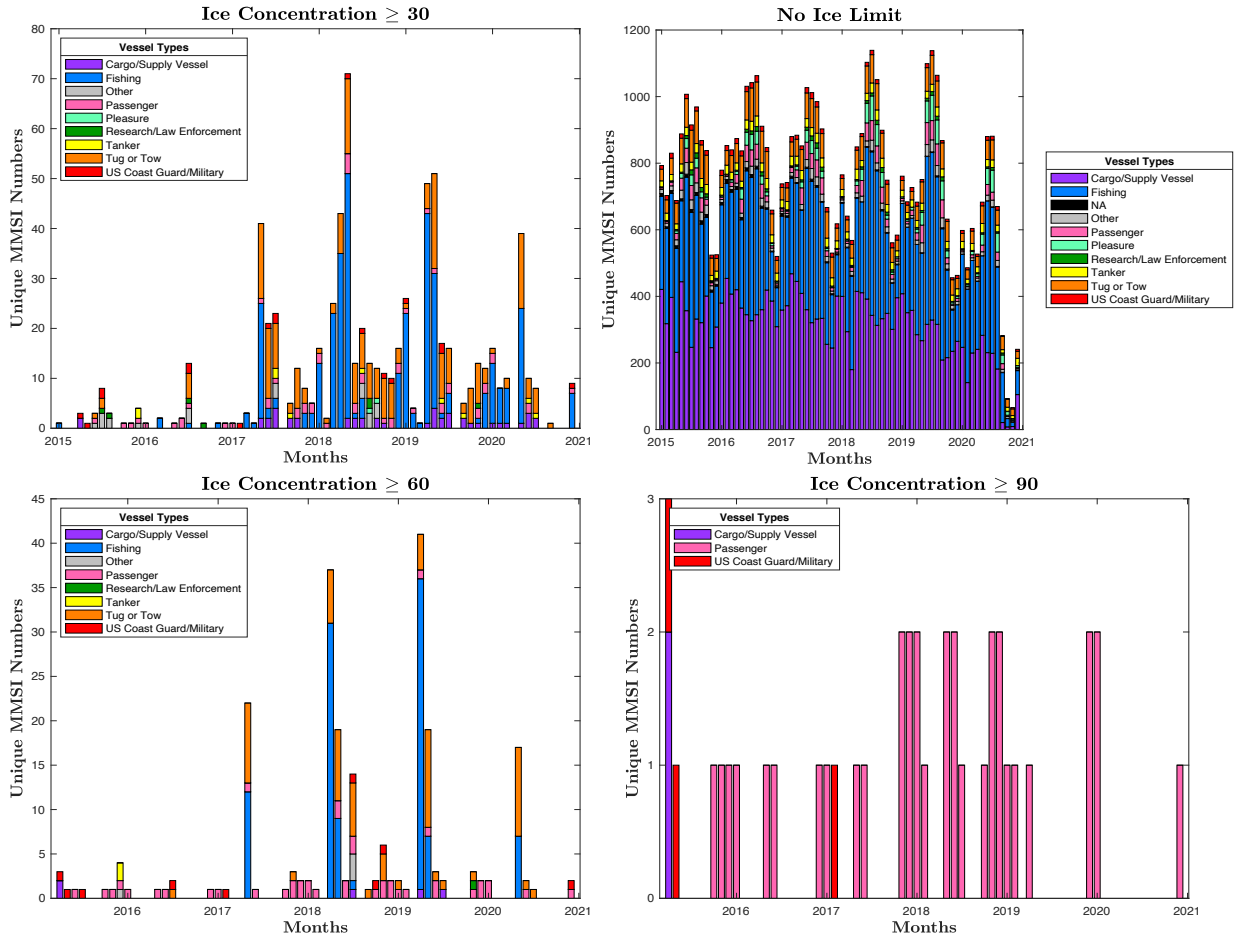 Ice Concentration ≥ 30
80
70
60
50
40
30
20
10
0
Unique MMSI Numbers
Vessel Types
Cargo/Supply Vessel
Fishing
Other
Passenger
Pleasure
Research/Law Enforcement
Tanker
Tug or Tow
US Coast Guard/Military
2015 2016 2017 2018 2019 2020 2021
Months
No Ice Limit
1200
1000
800
600
400
200
0
Unique MMSI Numbers
2015 2016 2017 2018 2019 2020 2021
Months
Vessel Types
Cargo/Supply Vessel
Fishing
NA
Other
Passenger
Pleasure
Research/Law Enforcement
Tanker
Tug or Tow
US Coast Guard/Military
Ice Concentration ≥ 60
45
40
35
30
25
20
15
10
5
0
Unique MMSI Numbers
Vessel Types
Cargo/Supply Vessel
Fishing
Other
Passenger
Research/Law Enforcement
Tanker
Tug or Tow
US Coast Guard/Military
2016 2017 2018 2019 2020 2021
Months
Ice Concentration ≥ 90
3
2
1
0
Unique MMSI Numbers
Vessel Types
Cargo/Supply Vessel
Passenger
US Coast Guard/Military
2016 2017 2018 2019 2020 2021
Months